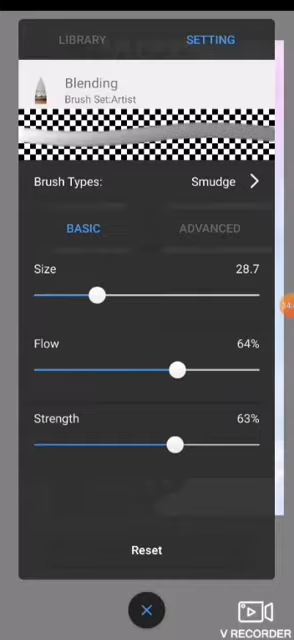 LIBRARY SETTING
Blending
Brush Set:Artist
Brush Types: Smudge
BASIC ADVANCED
Size 28.7
Flow 64%
Strength 63%
Reset
V RECORDER